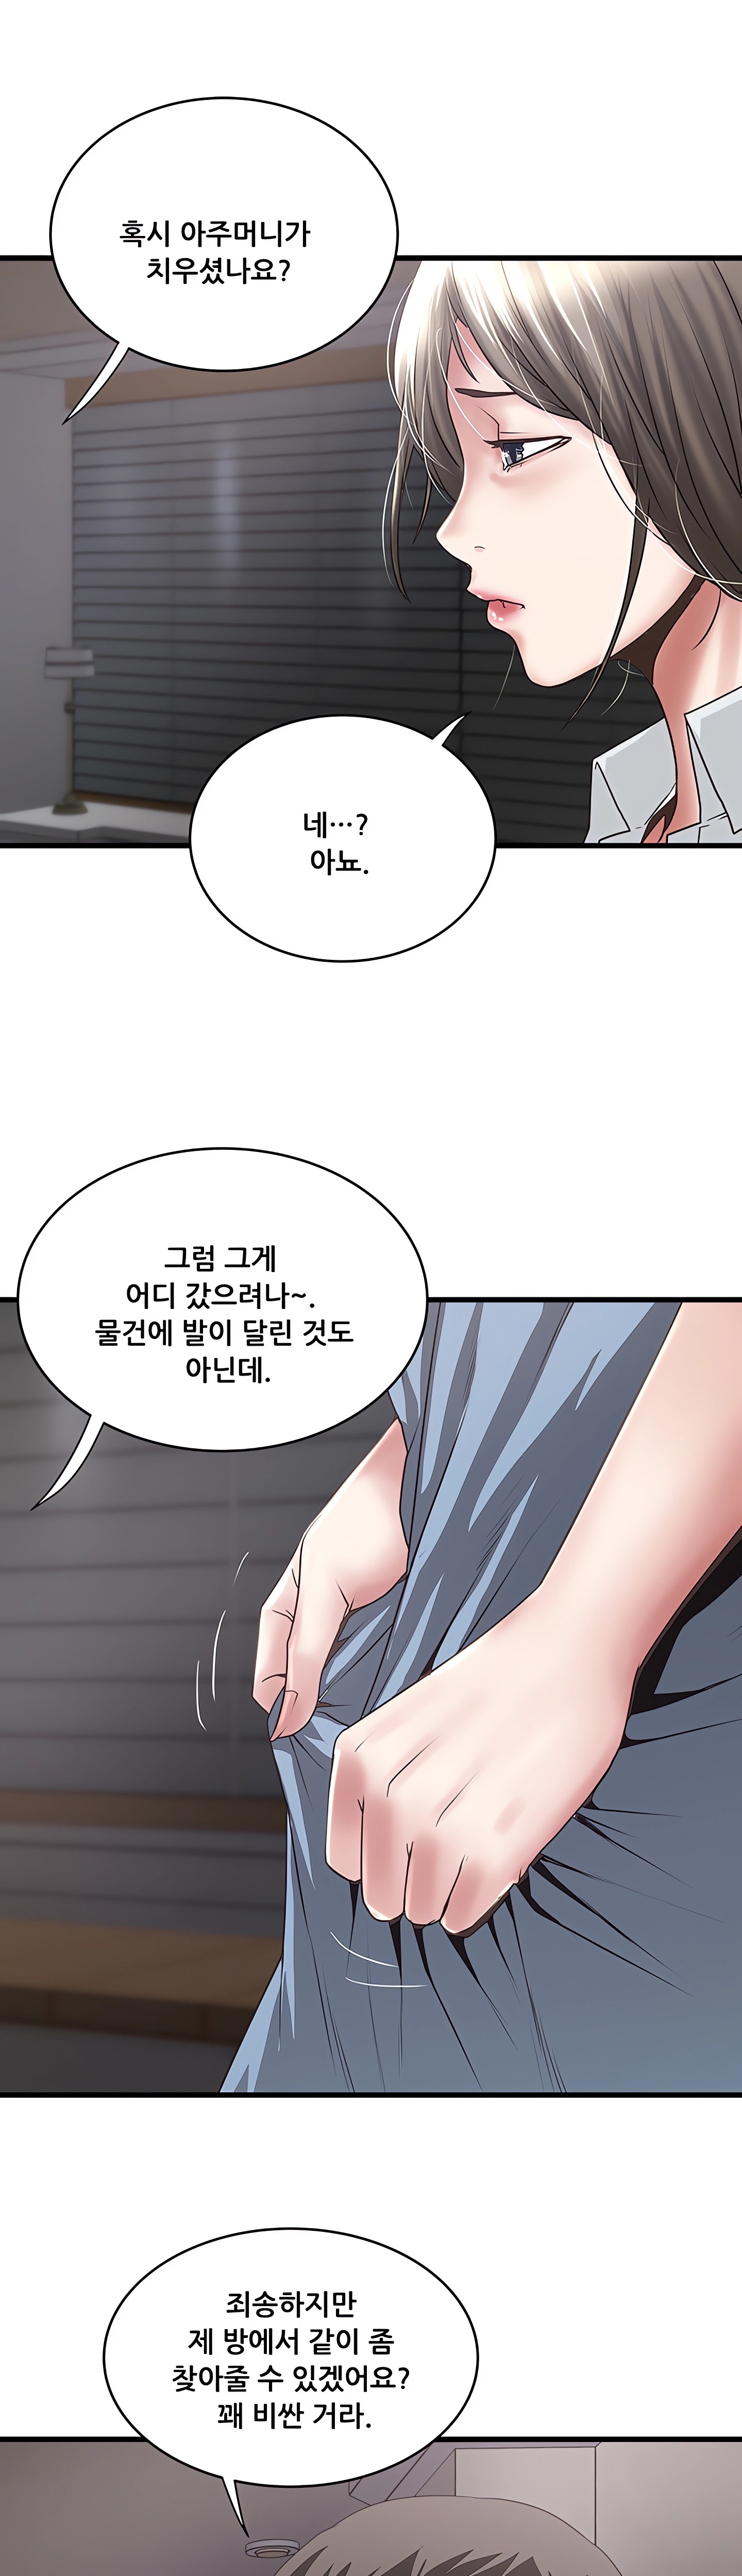 혹시 아주머니가
치우셨나요?
네…?
아뇨.
그럼 그게
어디 갔으려나~.
물건에 발이 달린 것도
아닌데.
죄송하지만
제 방에서 같이 좀
찾아줄 수 있겠어요?
꽤 비싼 거라.